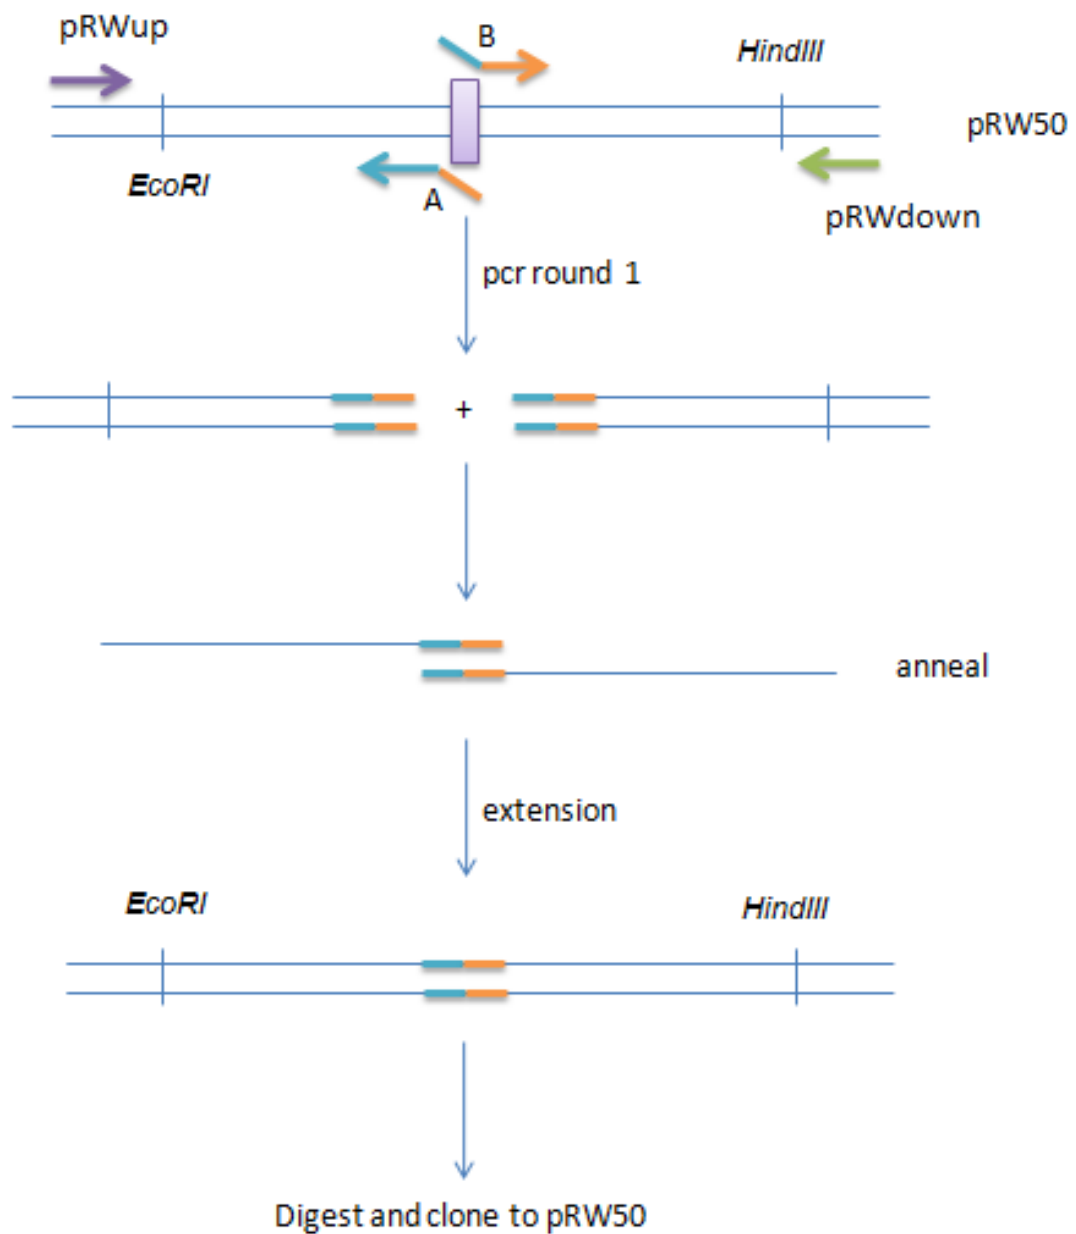 pRWup
B
HindIII
pRW50
EcoRI
A
pRWdown
pcr round 1
+
anneal
extension
EcoRI
HindIII
Digest and clone to pRW50